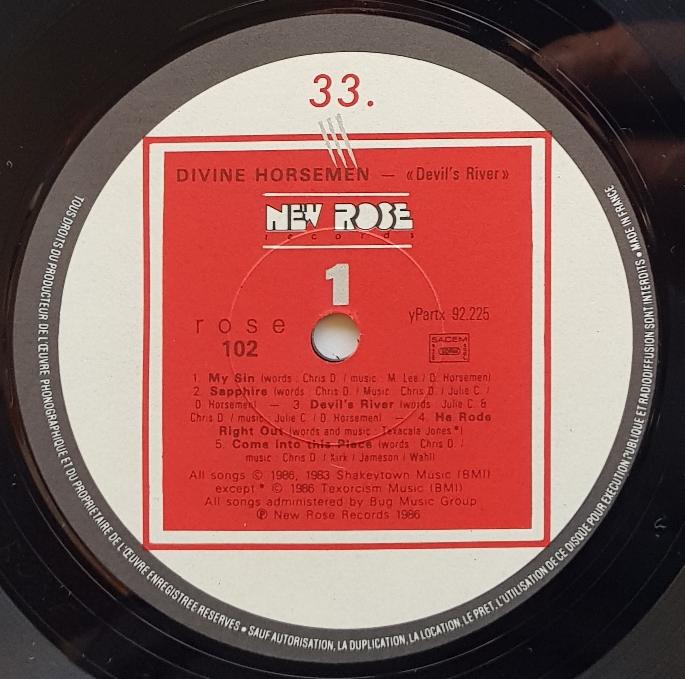 33.
DIVINE HORSEMEN — «Devil's River»
NEW ROSE
records
1
rose
102
yPartx 92.225
SACEM
1. My Sin (words : Chris D. / music : M. Lee / D. Horsemen)
2. Sapphire (words : Chris D. / Music : Chris D. / Julie C. /
D. Horsemen) — 3. Devil's River (words : Julie C. &
Chris D. / music : Julie C. / D. Horsemen) — 4. He Rode
Right Out (words and music : Texacala Jones*)
5. Come into this Place (words : Chris D. /
music : Chris D. / Kirk / Jameson / Wahl)
All songs © 1986, 1983 Shakeytown Music (BMI)
except * © 1986 Texorcism Music (BMI)
All songs administered by Bug Music Group
℗ New Rose Records 1986
TOUS DROITS DU PRODUCTEUR DE L'ŒUVRE PHONOGRAPHIQUE ET DU PROPRIETAIRE DE L'ŒUVRE ENREGISTREE RESERVES • SAUF AUTORISATION, LA DUPLICATION, LA LOCATION, LE PRET, L'UTILISATION DE CE DISQUE POUR EXECUTION PUBLIQUE ET RADIODIFFUSION SONT INTERDITS • MADE IN FRANCE